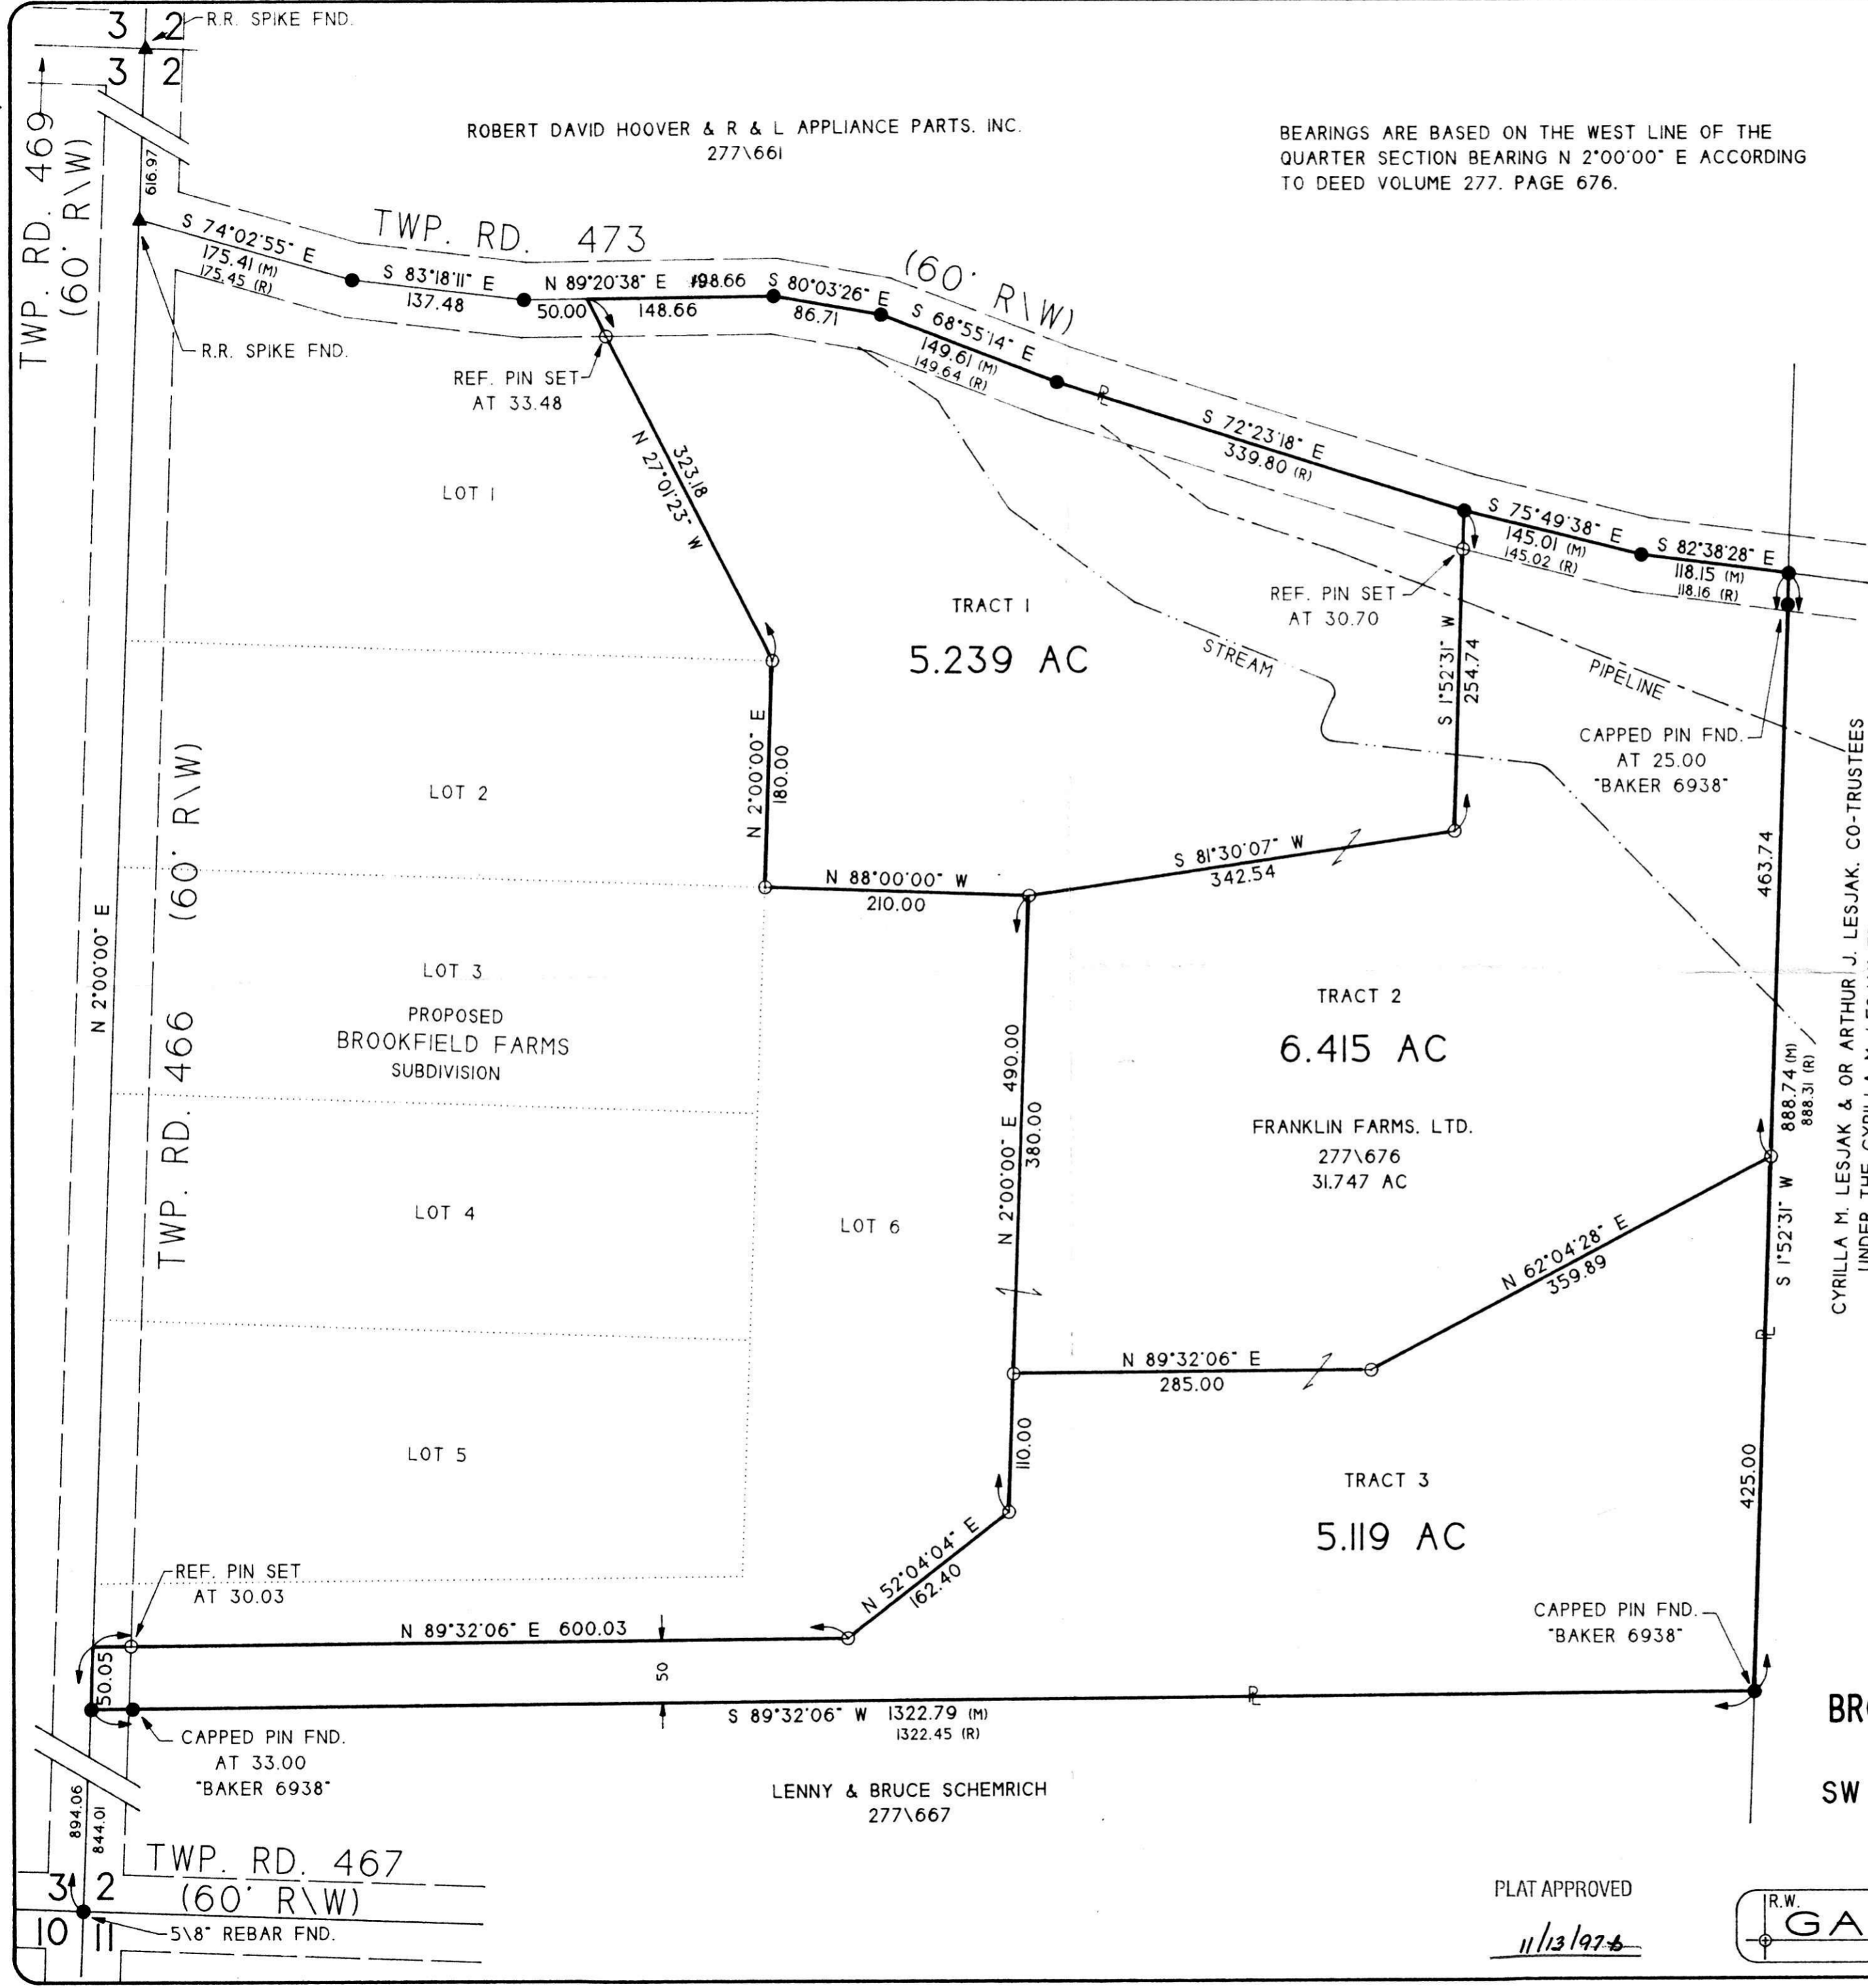 3 2
R.R. SPIKE FND.
3 2
TWP. RD. 469
(60' R\W)
616.97
ROBERT DAVID HOOVER & R & L APPLIANCE PARTS. INC.
277\661
BEARINGS ARE BASED ON THE WEST LINE OF THE
QUARTER SECTION BEARING N 2°00'00" E ACCORDING
TO DEED VOLUME 277. PAGE 676.
TWP. RD. 473
(60' R\W)
S 74°02'55" E
175.41 (M)
175.45 (R)
S 83°18'11" E
137.48
N 89°20'38" E 198.66
50.00
148.66
S 80°03'26" E
86.71
S 68°55'14" E
149.61 (M)
149.64 (R)
R.R. SPIKE FND.
REF. PIN SET
AT 33.48
PL
S 72°23'18" E
339.80 (R)
S 75°49'38" E
145.01 (M)
145.02 (R)
S 82°38'28" E
118.15 (M)
118.16 (R)
323.18
N 27°01'23" W
LOT 1
TRACT 1
5.239 AC
REF. PIN SET
AT 30.70
STREAM
PIPELINE
S 1°52'31" W
254.74
CAPPED PIN FND.
AT 25.00
"BAKER 6938"
N 2°00'00" E
180.00
LOT 2
TWP. RD. 466 (60' R\W)
N 2°00'00" E
N 88°00'00" W
210.00
S 81°30'07" W
342.54
463.74
LOT 3
PROPOSED
BROOKFIELD FARMS
SUBDIVISION
TRACT 2
6.415 AC
FRANKLIN FARMS. LTD.
277\676
31.747 AC
N 2°00'00" E 490.00
380.00
888.74 (M)
888.31 (R)
S 1°52'31" W
CYRILLA M. LESJAK & OR ARTHUR J. LESJAK. CO-TRUSTEES
UNDER THE CYRILLA M.
LOT 4
LOT 6
N 62°04'28" E
359.89
PL
N 89°32'06" E
285.00
LOT 5
110.00
TRACT 3
5.119 AC
425.00
REF. PIN SET
AT 30.03
N 52°04'04" E
162.40
N 89°32'06" E 600.03
50.05
50
CAPPED PIN FND.
"BAKER 6938"
PL
S 89°32'06" W 1322.79 (M)
1322.45 (R)
CAPPED PIN FND.
AT 33.00
"BAKER 6938"
LENNY & BRUCE SCHEMRICH
277\667
SW
894.06
844.01
TWP. RD. 467
(60' R\W)
3 2
10 11
5\8" REBAR FND.
PLAT APPROVED
11/13/97
R.W.
GA